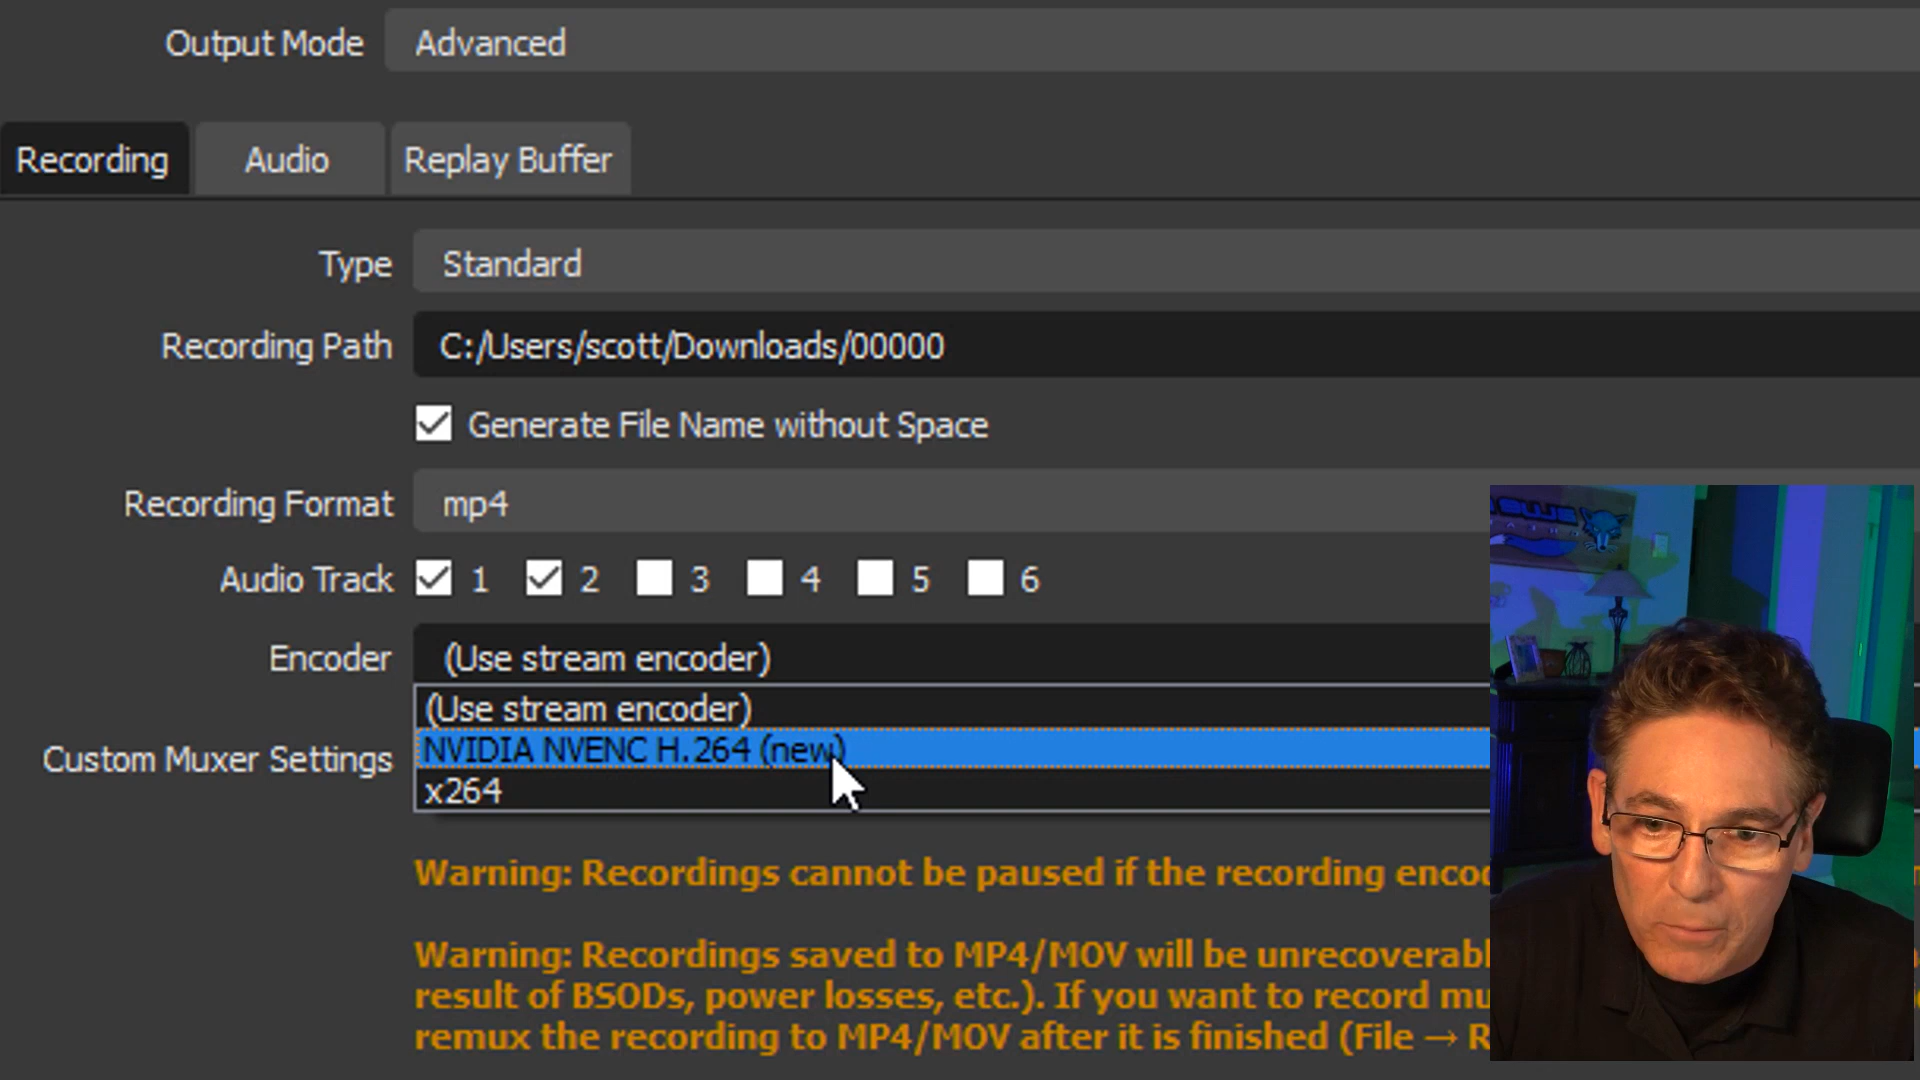 Output Mode Advanced
Recording Audio Replay Buffer
Type Standard
Recording Path C:/Users/scott/Downloads/00000
Generate File Name without Space
Recording Format mp4
Audio Track 1 2 3 4 5 6
Encoder (Use stream encoder)
(Use stream encoder)
NVIDIA NVENC H.264 (new)
Custom Muxer Settings
x264
Warning: Recordings cannot be paused if the recording
Warning: Recordings saved to MP4/MOV will be
result of BSODs, power losses, etc.). If you want to record
remux the recording to MP4/MOV after it is finished (File →